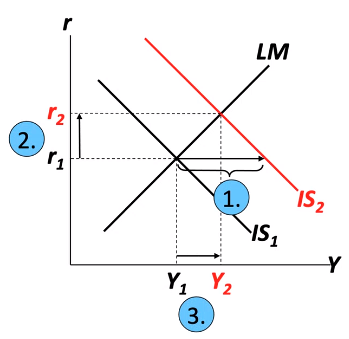 r
LM
r₂
2.
r₁
1.
IS₂
IS₁
Y₁
Y₂
Y
3.